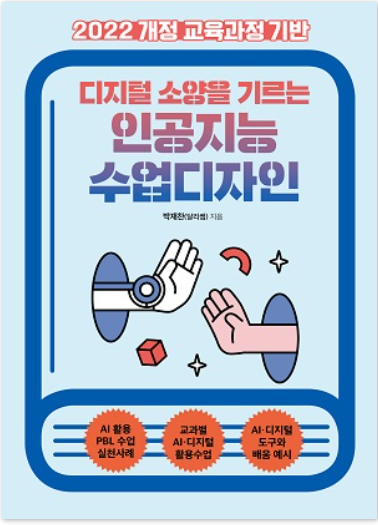 2022 개정 교육과정 기반
디지털 소양을 기르는
인공지능
수업디자인
박재찬(달리쌤) 지음
AI 활용
PBL 수업
실천사례
교과별
AI·디지털
활용수업
AI·디지털
도구와
배움 예시